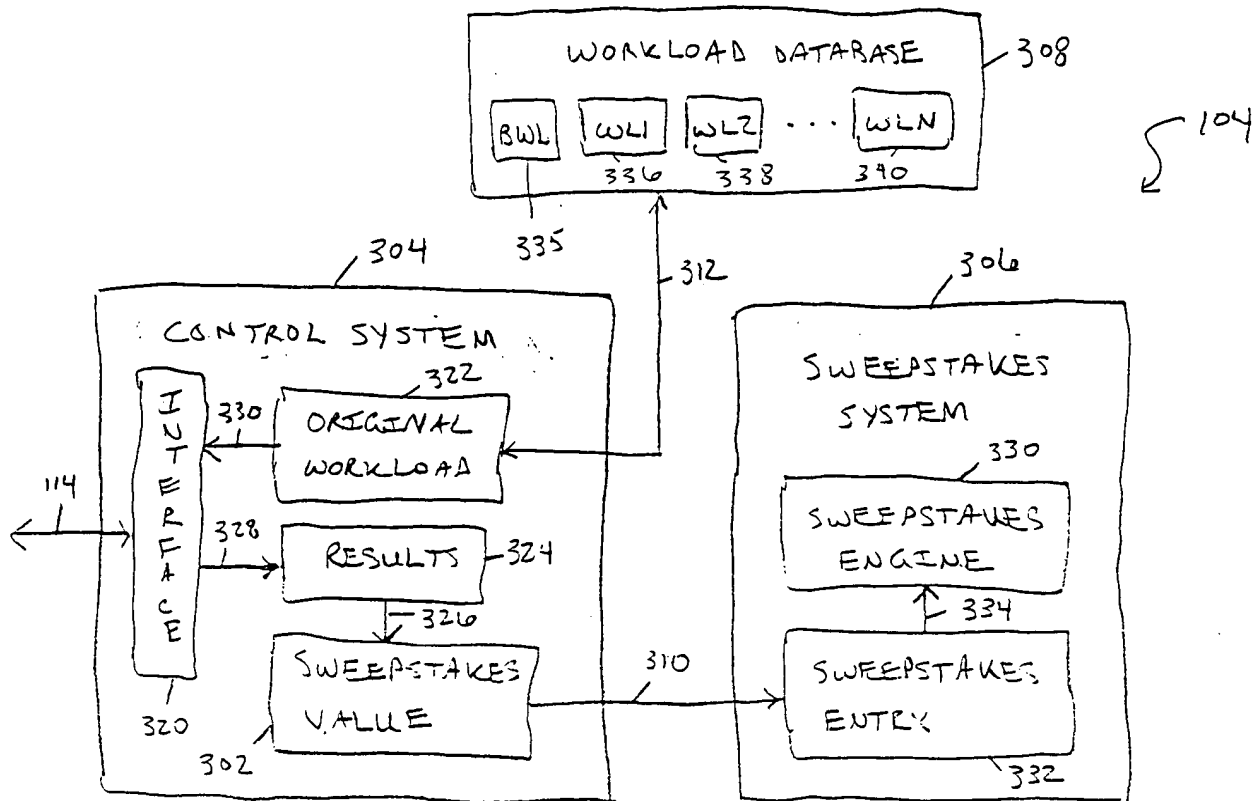 WORKLOAD DATABASE
308
BWL
WL1
WL2
...
WLN
336
338
340
335
104
312
304
CONTROL SYSTEM
322
INTERFACE
330
ORIGINAL
WORKLOAD
114
328
RESULTS
324
326
SWEEPSTAKES
VALUE
320
302
310
306
SWEEPSTAKES
SYSTEM
330
SWEEPSTAKES
ENGINE
334
SWEEPSTAKES
ENTRY
332